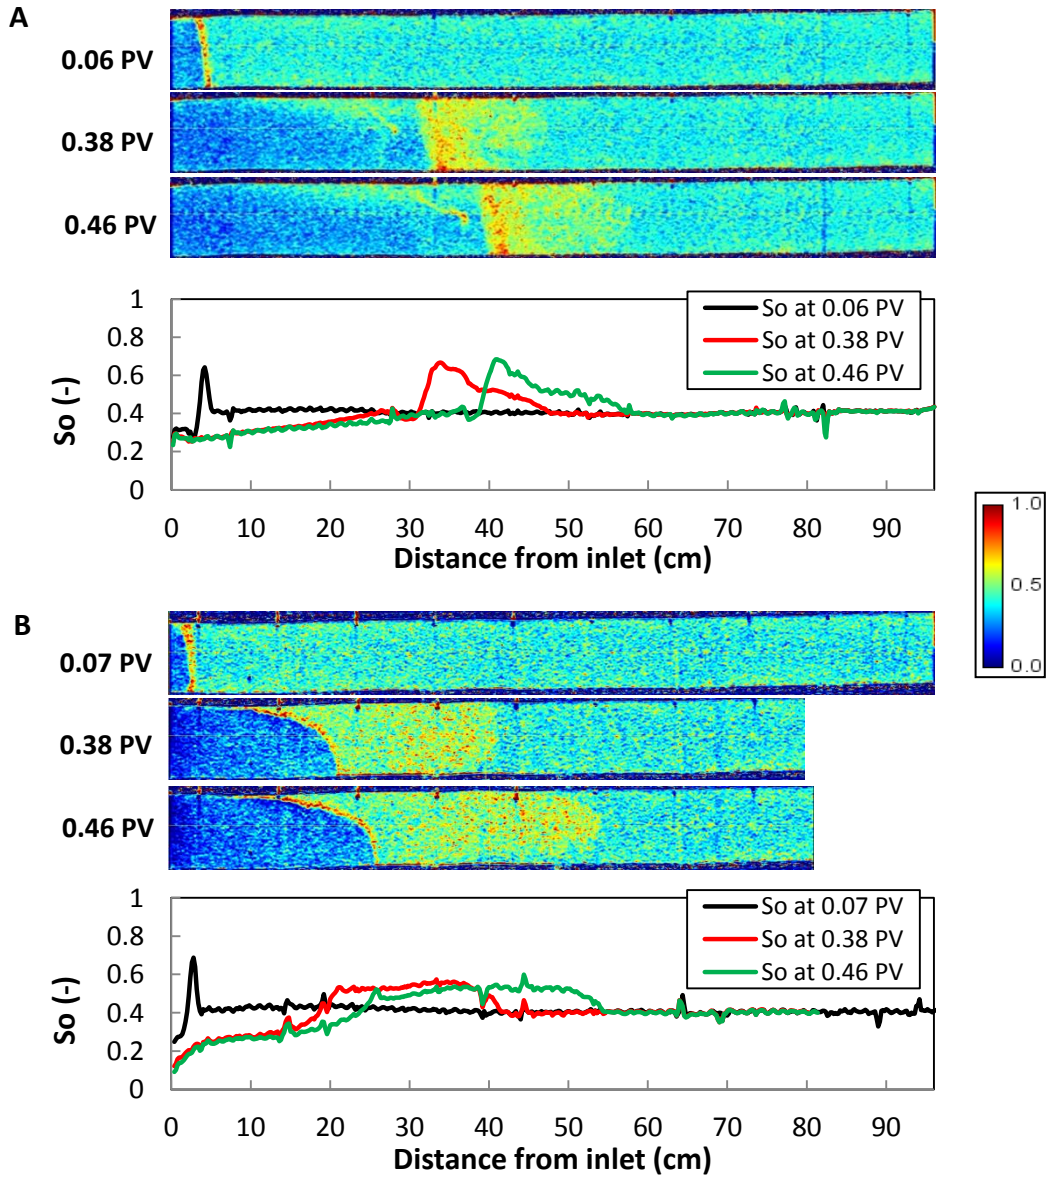 A
0.06 PV
0.38 PV
0.46 PV
1
0.8
0.6
0.4
0.2
0
So (-)
So at 0.06 PV
So at 0.38 PV
So at 0.46 PV
0 10 20 30 40 50 60 70 80 90
Distance from inlet (cm)
1.0
0.5
0.0
B
0.07 PV
0.38 PV
0.46 PV
1
0.8
0.6
0.4
0.2
0
So (-)
So at 0.07 PV
So at 0.38 PV
So at 0.46 PV
0 10 20 30 40 50 60 70 80 90
Distance from inlet (cm)